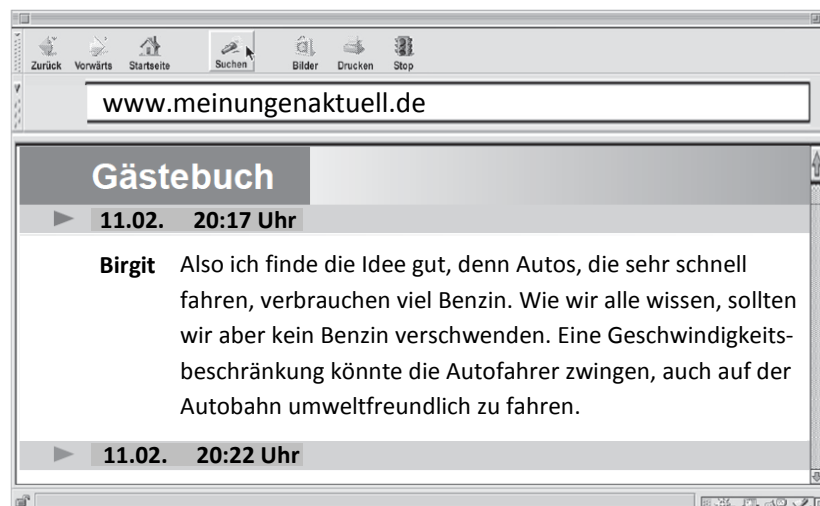 Zurück Vorwärts Startseite Suchen Bilder Drucken Stop
www.meinungenaktuell.de
Gästebuch
11.02. 20:17 Uhr
Birgit Also ich finde die Idee gut, denn Autos, die sehr schnell
fahren, verbrauchen viel Benzin. Wie wir alle wissen, sollten
wir aber kein Benzin verschwenden. Eine Geschwindigkeits-
beschränkung könnte die Autofahrer zwingen, auch auf der
Autobahn umweltfreundlich zu fahren.
11.02. 20:22 Uhr